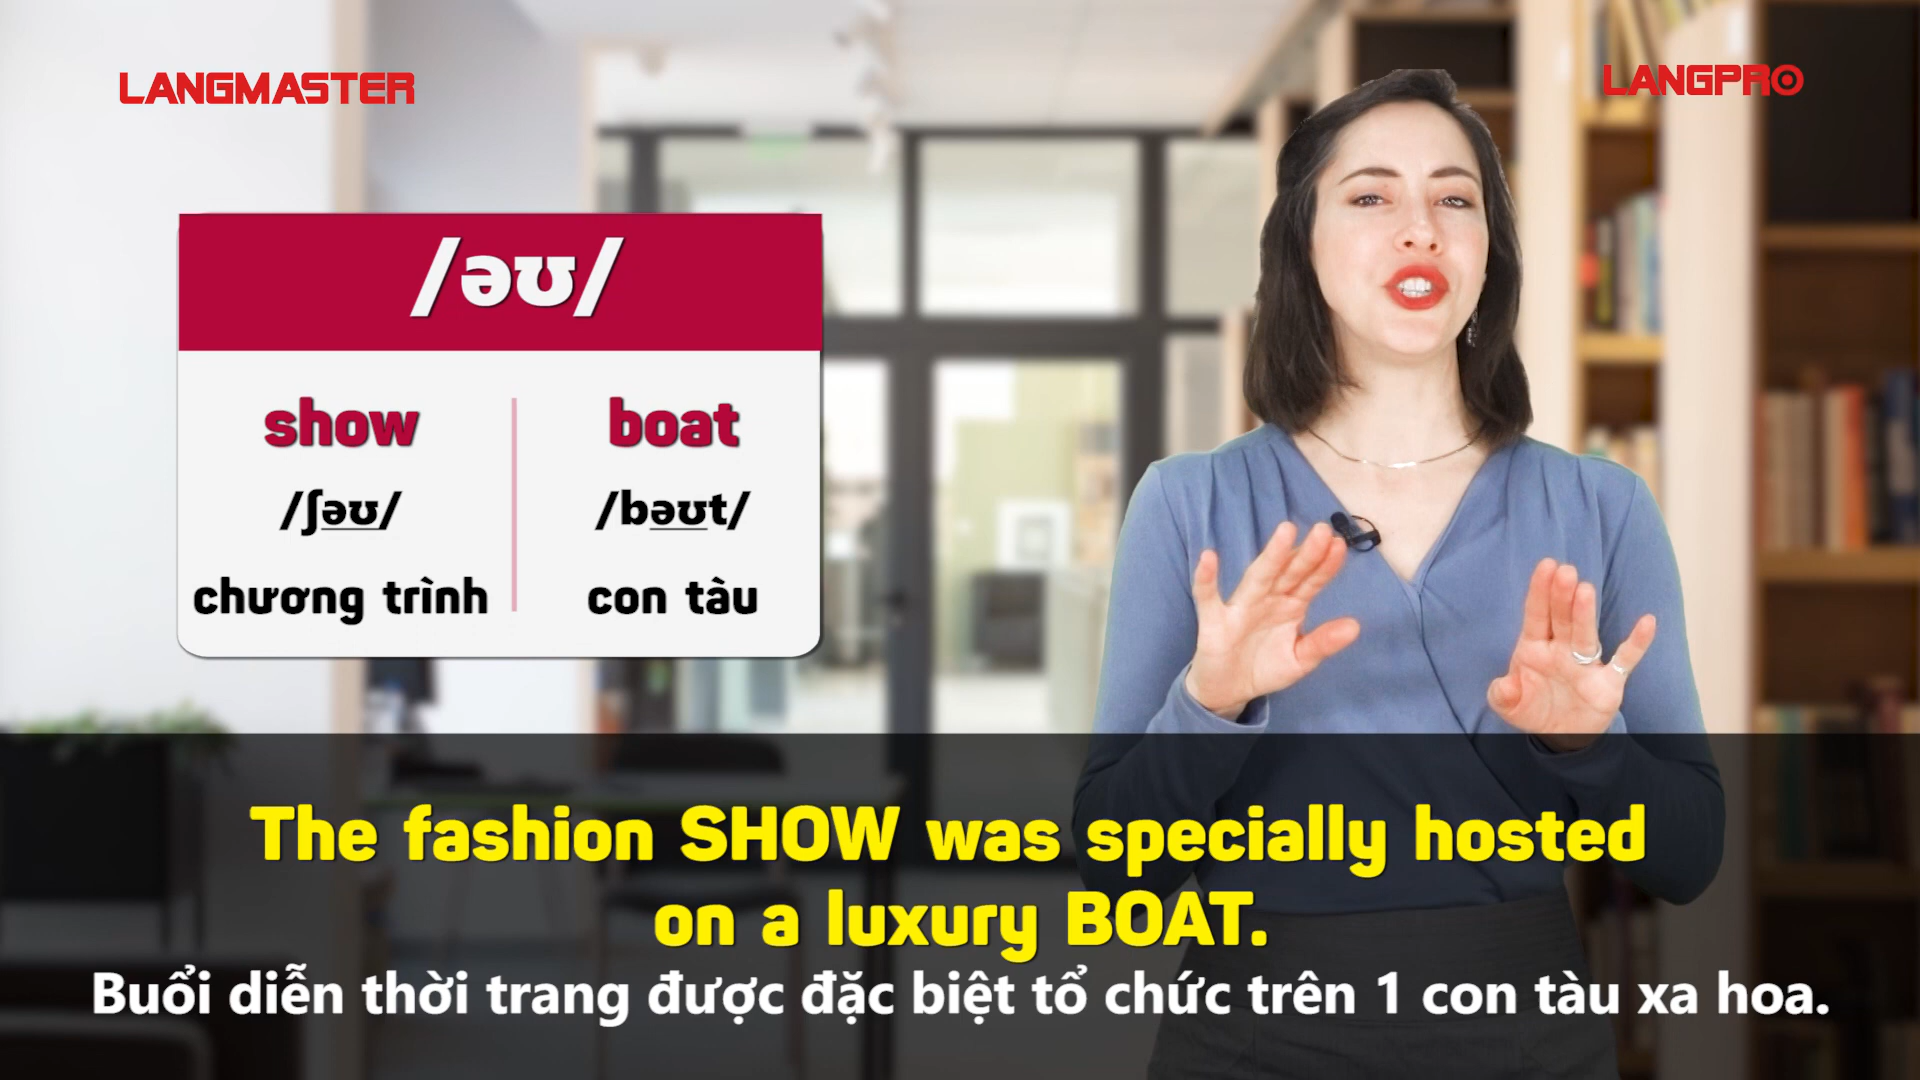 LANGMASTER
LANGPRO
/əʊ/
show
boat
/ʃəʊ/
/bəʊt/
chương trình
con tàu
The fashion SHOW was specially hosted
on a luxury BOAT.
Buổi diễn thời trang được đặc biệt tổ chức trên 1 con tàu xa hoa.